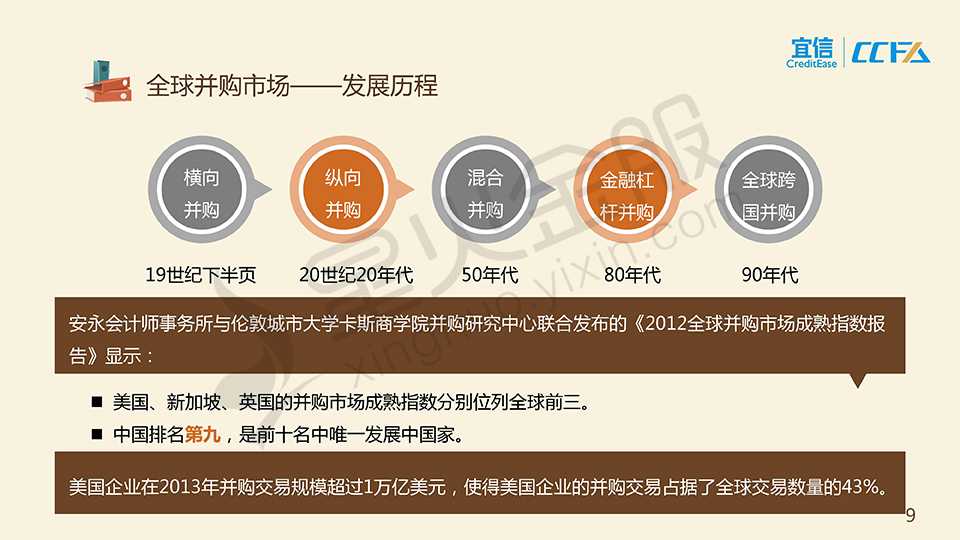 宜信
CreditEase
CCFA
全球并购市场——发展历程
横向
并购
纵向
并购
混合
并购
金融杠
杆并购
全球跨
国并购
19世纪下半页
20世纪20年代
50年代
80年代
90年代
安永会计师事务所与伦敦城市大学卡斯商学院并购研究中心联合发布的《2012全球并购市场成熟指数报
告》显示：
■ 美国、新加坡、英国的并购市场成熟指数分别位列全球前三。
■ 中国排名第九，是前十名中唯一发展中国家。
美国企业在2013年并购交易规模超过1万亿美元，使得美国企业的并购交易占据了全球交易数量的43%。
9
星火金服
xinghuo.yixin.com